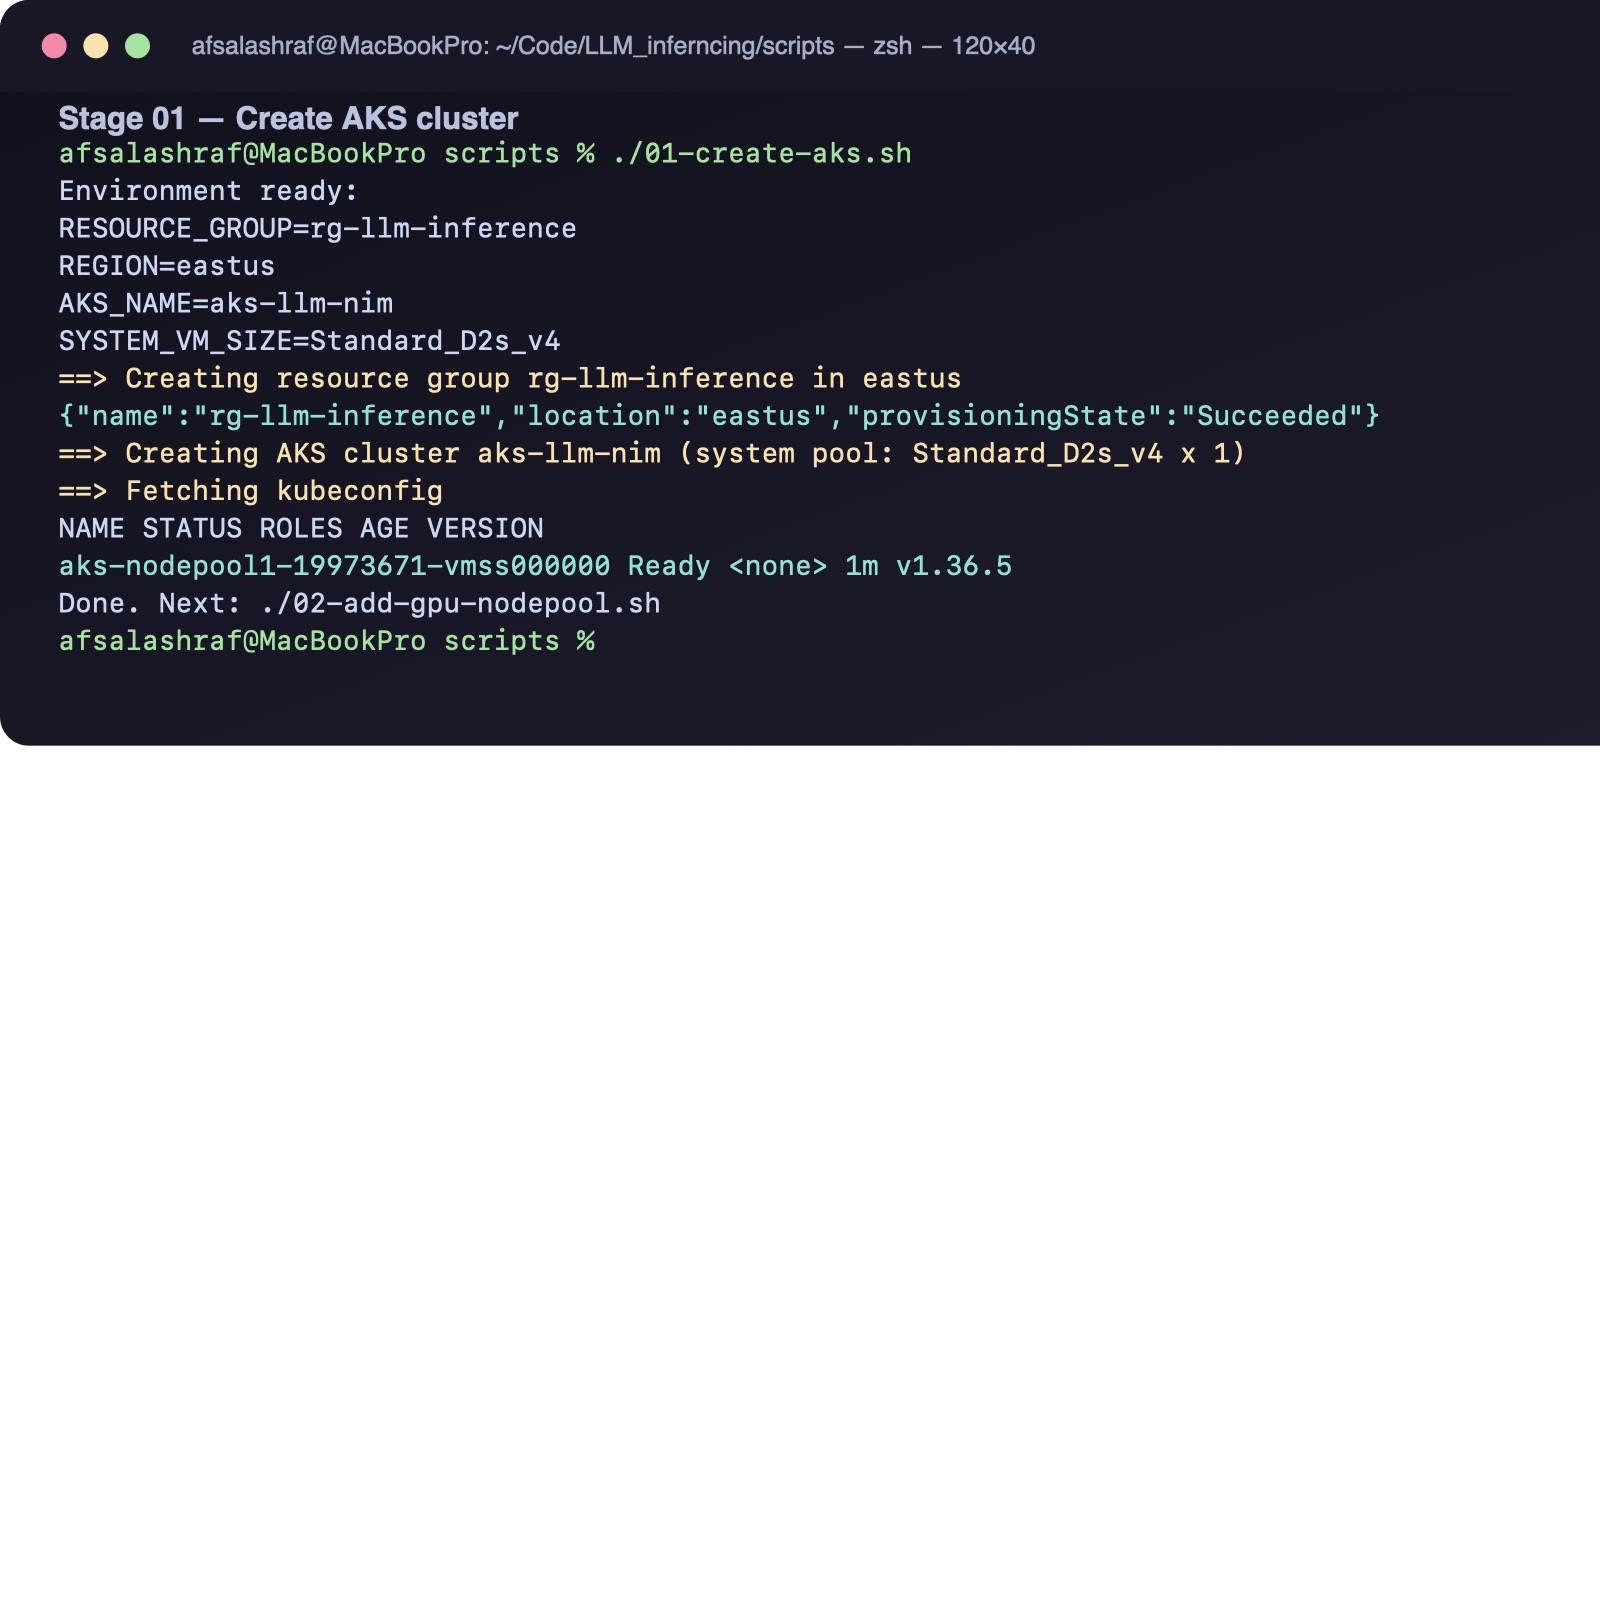 afsalashraf@MacBookPro: ~/Code/LLM_inferncing/scripts — zsh — 120×40
Stage 01 — Create AKS cluster
afsalashraf@MacBookPro scripts % ./01-create-aks.sh
Environment ready:
RESOURCE_GROUP=rg-llm-inference
REGION=eastus
AKS_NAME=aks-llm-nim
SYSTEM_VM_SIZE=Standard_D2s_v4
==> Creating resource group rg-llm-inference in eastus
{"name":"rg-llm-inference","location":"eastus","provisioningState":"Succeeded"}
==> Creating AKS cluster aks-llm-nim (system pool: Standard_D2s_v4 x 1)
==> Fetching kubeconfig
NAME STATUS ROLES AGE VERSION
aks-nodepool1-19973671-vmss000000 Ready <none> 1m v1.36.5
Done. Next: ./02-add-gpu-nodepool.sh
afsalashraf@MacBookPro scripts %